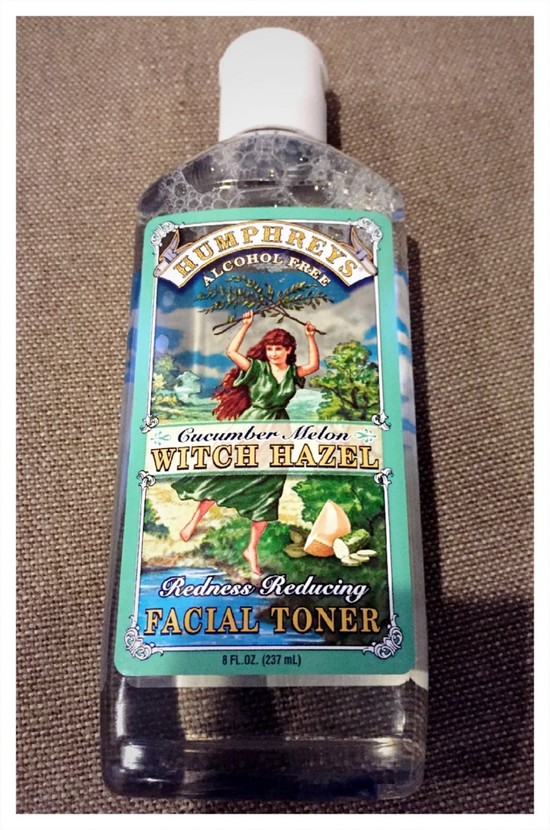 HUMPHREYS
ALCOHOL FREE
Cucumber Melon
WITCH HAZEL
Redness Reducing
FACIAL TONER
8 FL.OZ. (237 mL)